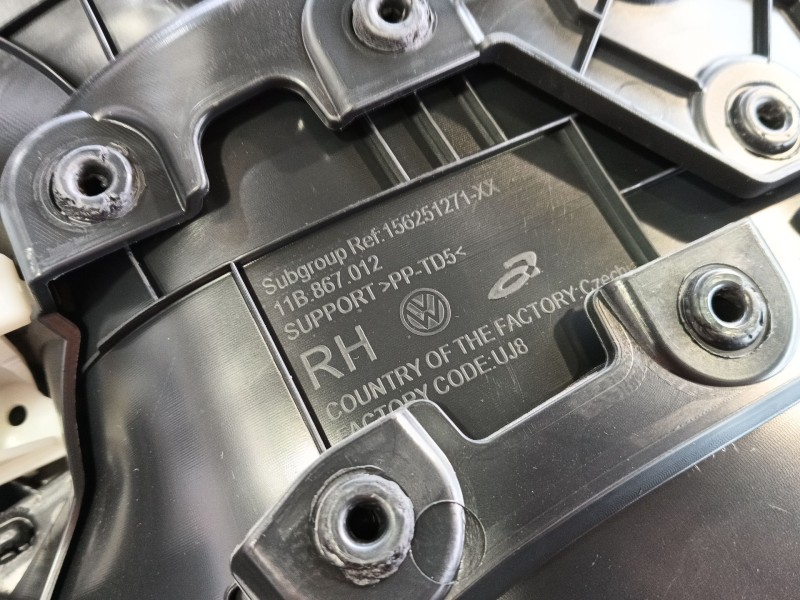 Subgroup Ref:156251271-XX
11B.867.012
SUPPORT >PP-TD5<
RH
COUNTRY OF THE FACTORY:Czech
FACTORY CODE:UJ8